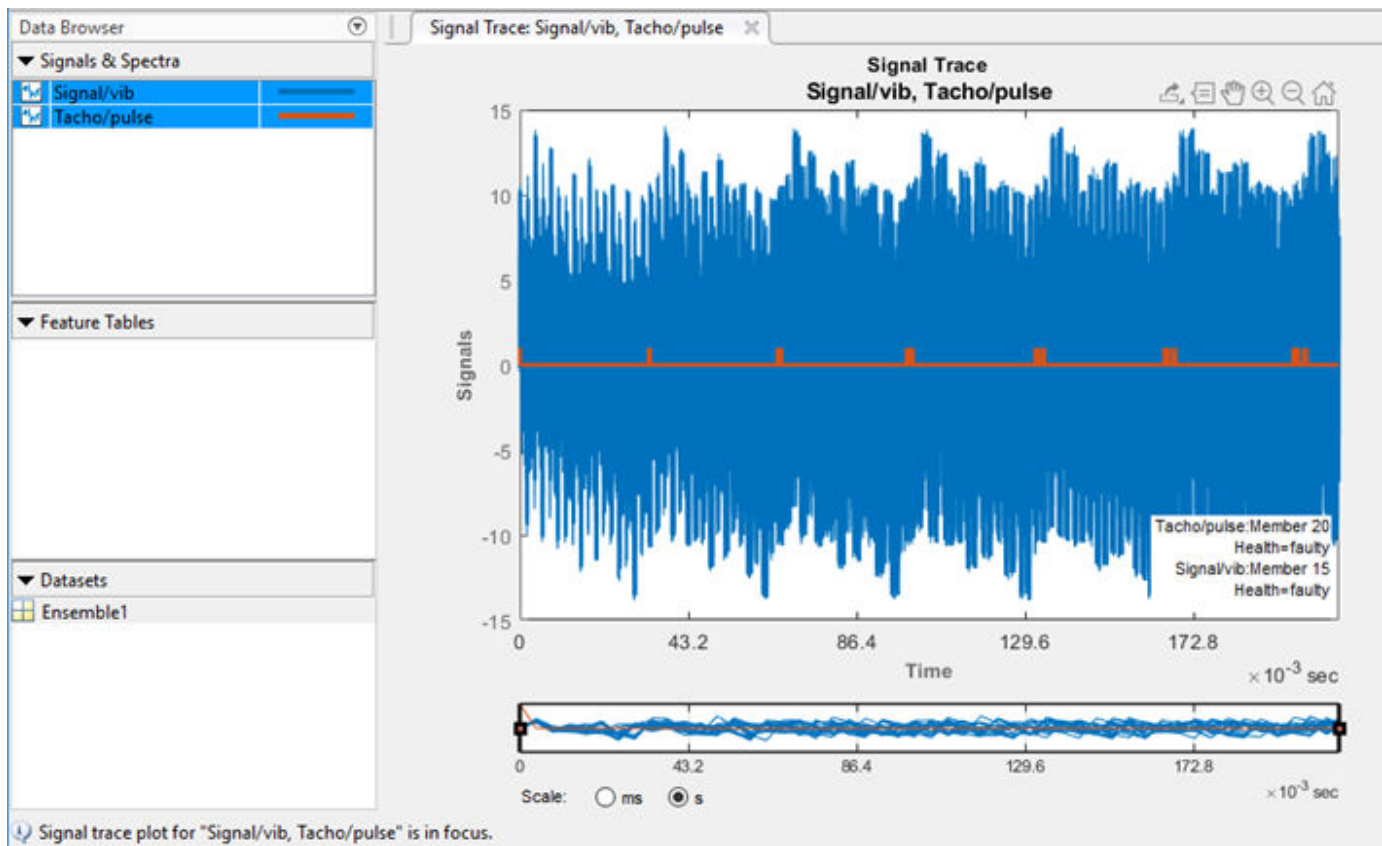 Data Browser
Signals & Spectra
Signal/vib
Tacho/pulse
Feature Tables
Datasets
Ensemble1
Signal Trace: Signal/vib, Tacho/pulse
Signal Trace
Signal/vib, Tacho/pulse
15
10
5
0
-5
-10
-15
Signals
Tacho/pulse:Member 20
Health=faulty
Signal/vib:Member 15
Health=faulty
0 43.2 86.4 129.6 172.8
Time
×10⁻³ sec
0 43.2 86.4 129.6 172.8
×10⁻³ sec
Scale: ms s
Signal trace plot for "Signal/vib, Tacho/pulse" is in focus.